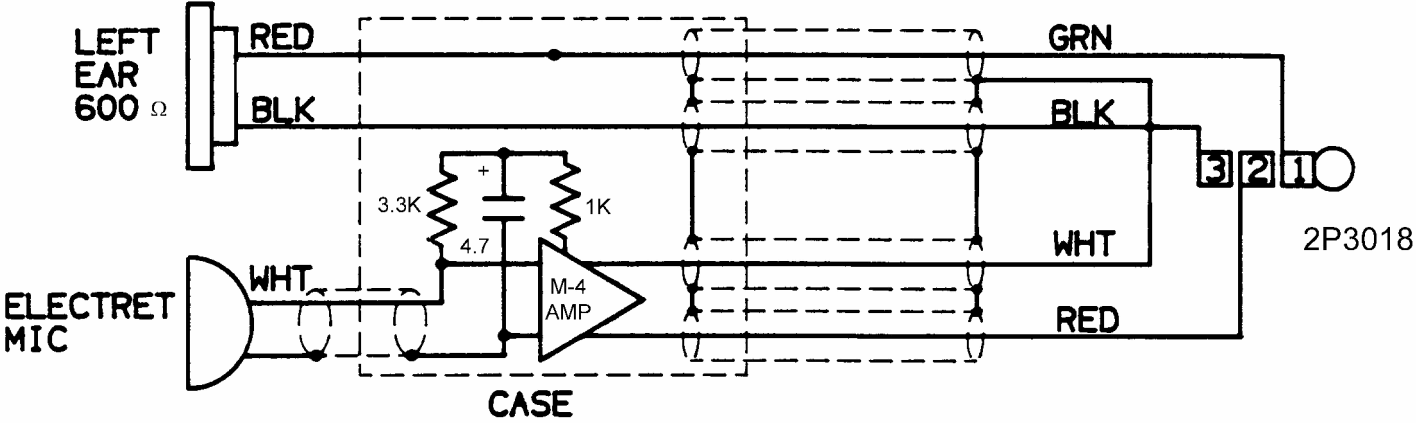 LEFT
EAR
600 Ω
RED
BLK
GRN
BLK
3 2 1
2P3018
+
3.3K
1K
4.7
WHT
WHT
ELECTRET
MIC
M-4
AMP
RED
CASE